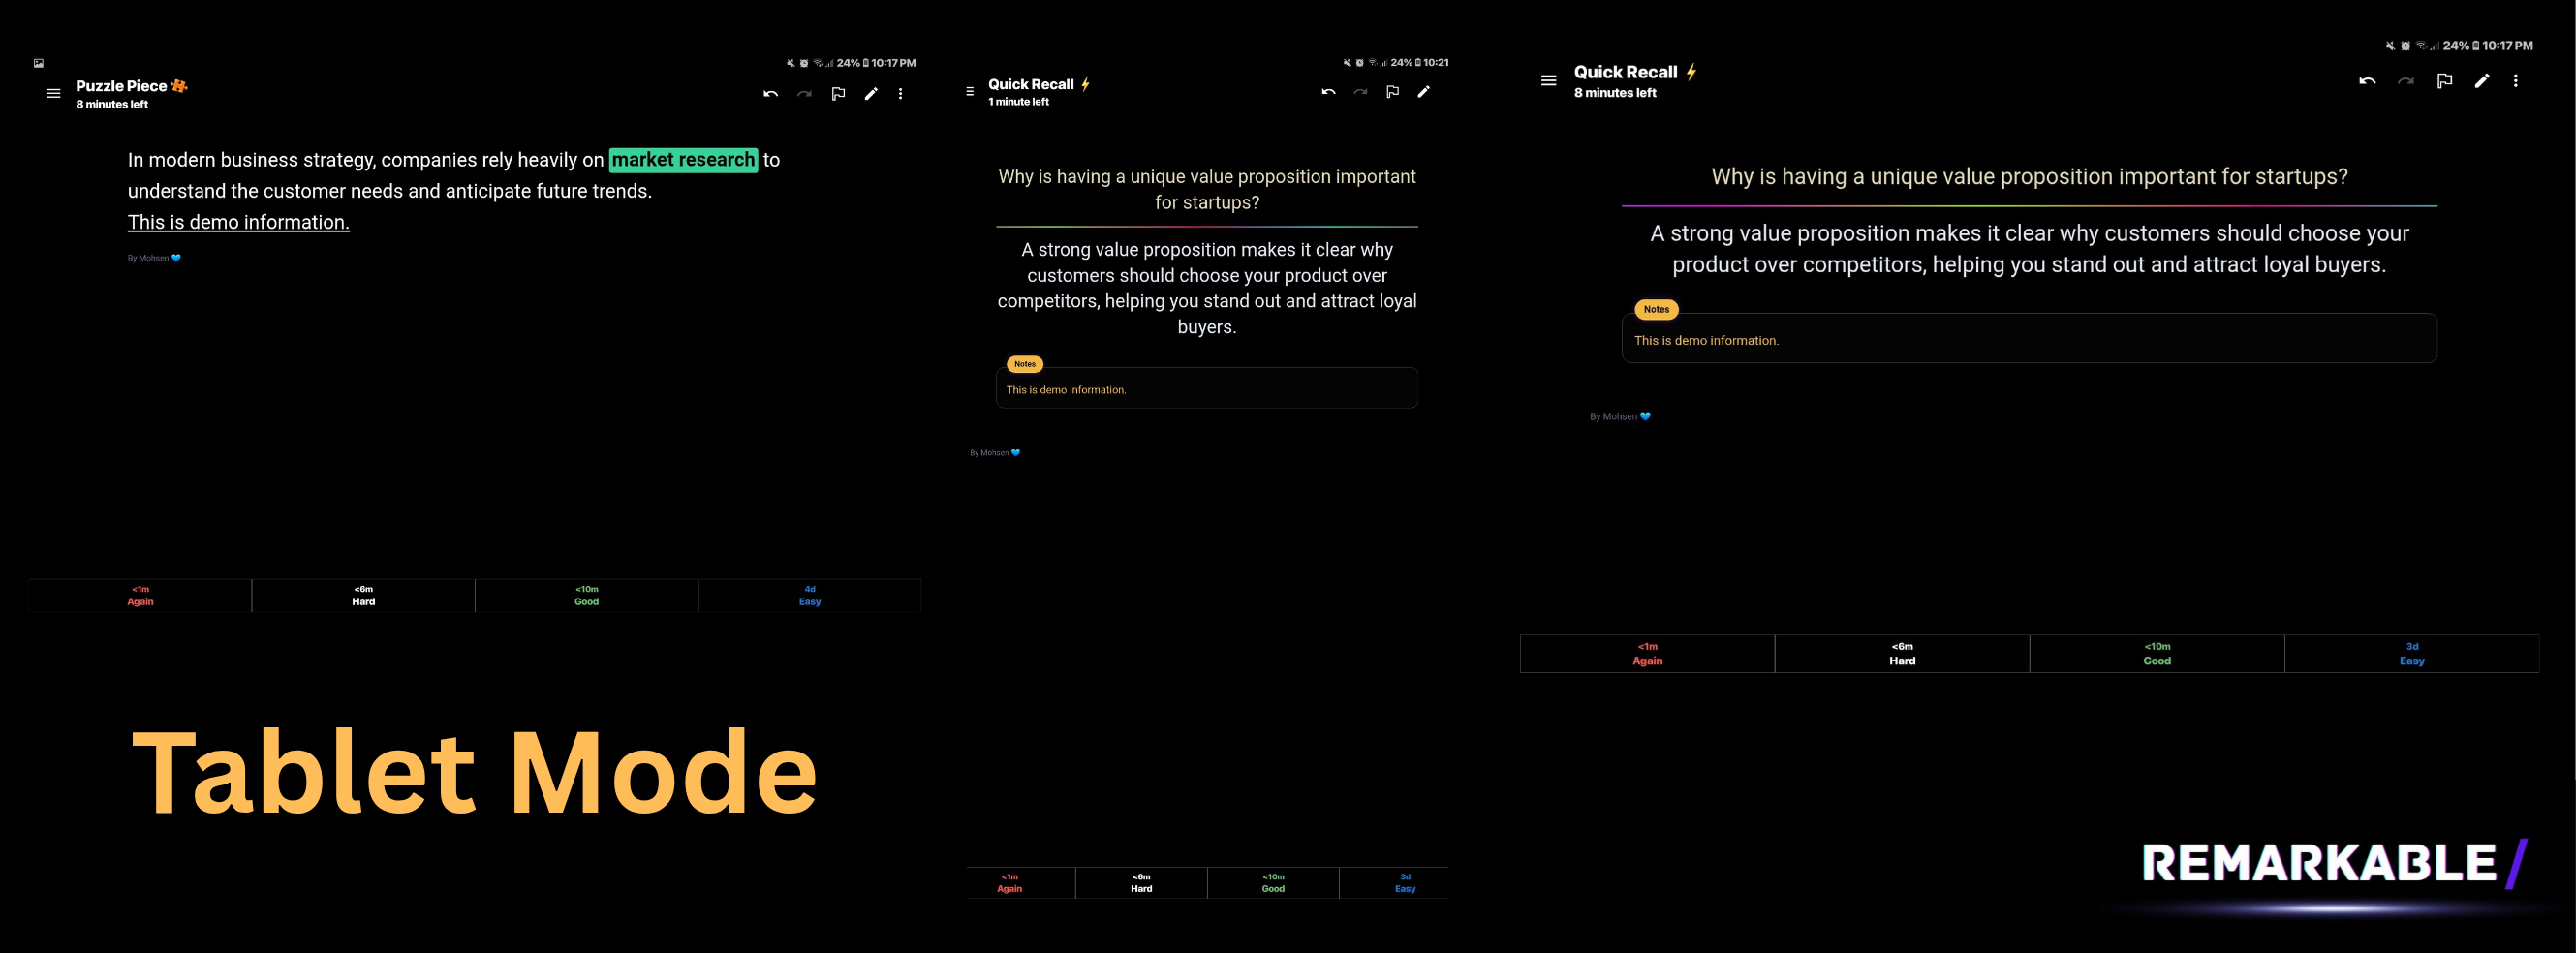 24% 10:17 PM
Puzzle Piece
8 minutes left
In modern business strategy, companies rely heavily on market research to
understand the customer needs and anticipate future trends.
This is demo information.
By Mohsen 💙
<1m
Again
<6m
Hard
<10m
Good
4d
Easy
Tablet Mode
24% 10:21
Quick Recall ⚡
1 minute left
Why is having a unique value proposition important
for startups?
A strong value proposition makes it clear why
customers should choose your product over
competitors, helping you stand out and attract loyal
buyers.
Notes
This is demo information.
By Mohsen 💙
<1m
Again
<6m
Hard
<10m
Good
3d
Easy
24% 10:17 PM
Quick Recall ⚡
8 minutes left
Why is having a unique value proposition important for startups?
A strong value proposition makes it clear why customers should choose your
product over competitors, helping you stand out and attract loyal buyers.
Notes
This is demo information.
By Mohsen 💙
<1m
Again
<6m
Hard
<10m
Good
3d
Easy
REMARKABLE/